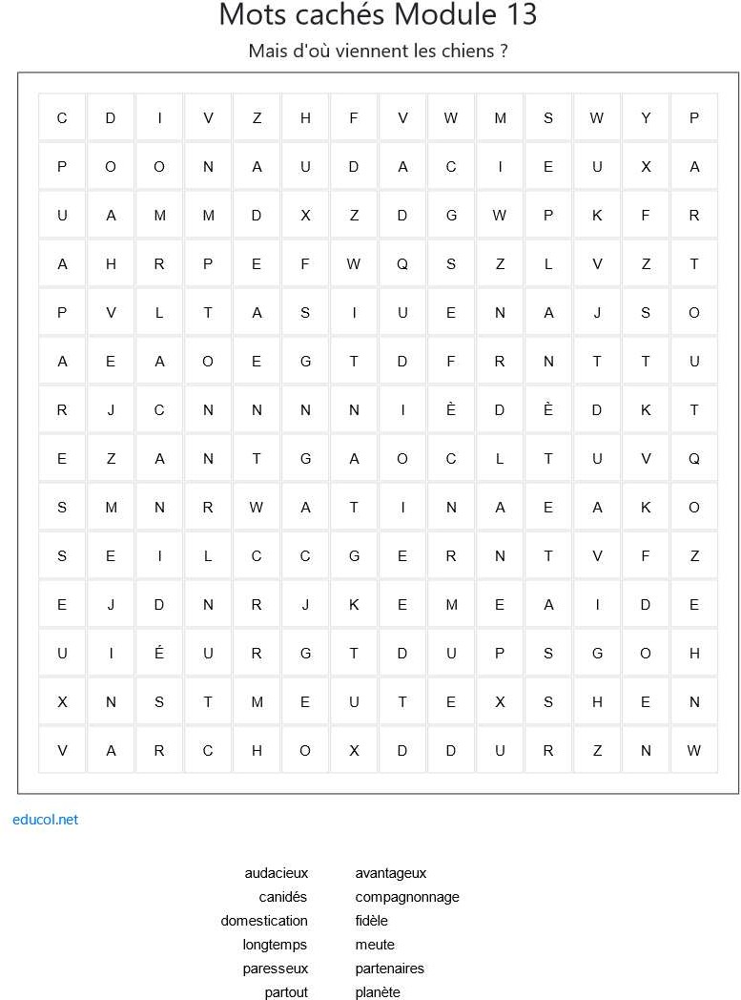 Mots cachés Module 13
Mais d'où viennent les chiens ?
C D I V Z H F V W M S W Y P
P O O N A U D A C I E U X A
U A M M D X Z D G W P K F R
A H R P E F W Q S Z L V Z T
P V L T A S I U E N A J S O
A E A O E G T D F R N T T U
R J C N N N N I È D È D K T
E Z A N T G A O C L T U V Q
S M N R W A T I N A E A K O
S E I L C C G E R N T V F Z
E J D N R J K E M E A I D E
U I É U R G T D U P S G O H
X N S T M E U T E X S H E N
V A R C H O X D D U R Z N W
educol.net
audacieux avantageux
canidés compagnonnage
domestication fidèle
longtemps meute
paresseux partenaires
partout planète